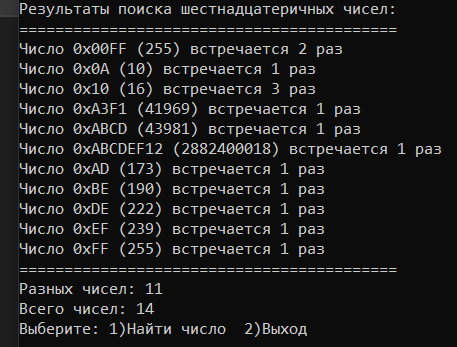 Результаты поиска шестнадцатеричных чисел:
==========================================
Число 0x00FF (255) встречается 2 раз
Число 0x0A (10) встречается 1 раз
Число 0x10 (16) встречается 3 раз
Число 0xA3F1 (41969) встречается 1 раз
Число 0xABCD (43981) встречается 1 раз
Число 0xABCDEF12 (2882400018) встречается 1 раз
Число 0xAD (173) встречается 1 раз
Число 0xBE (190) встречается 1 раз
Число 0xDE (222) встречается 1 раз
Число 0xEF (239) встречается 1 раз
Число 0xFF (255) встречается 1 раз
==========================================
Разных чисел: 11
Всего чисел: 14
Выберите: 1)Найти число  2)Выход